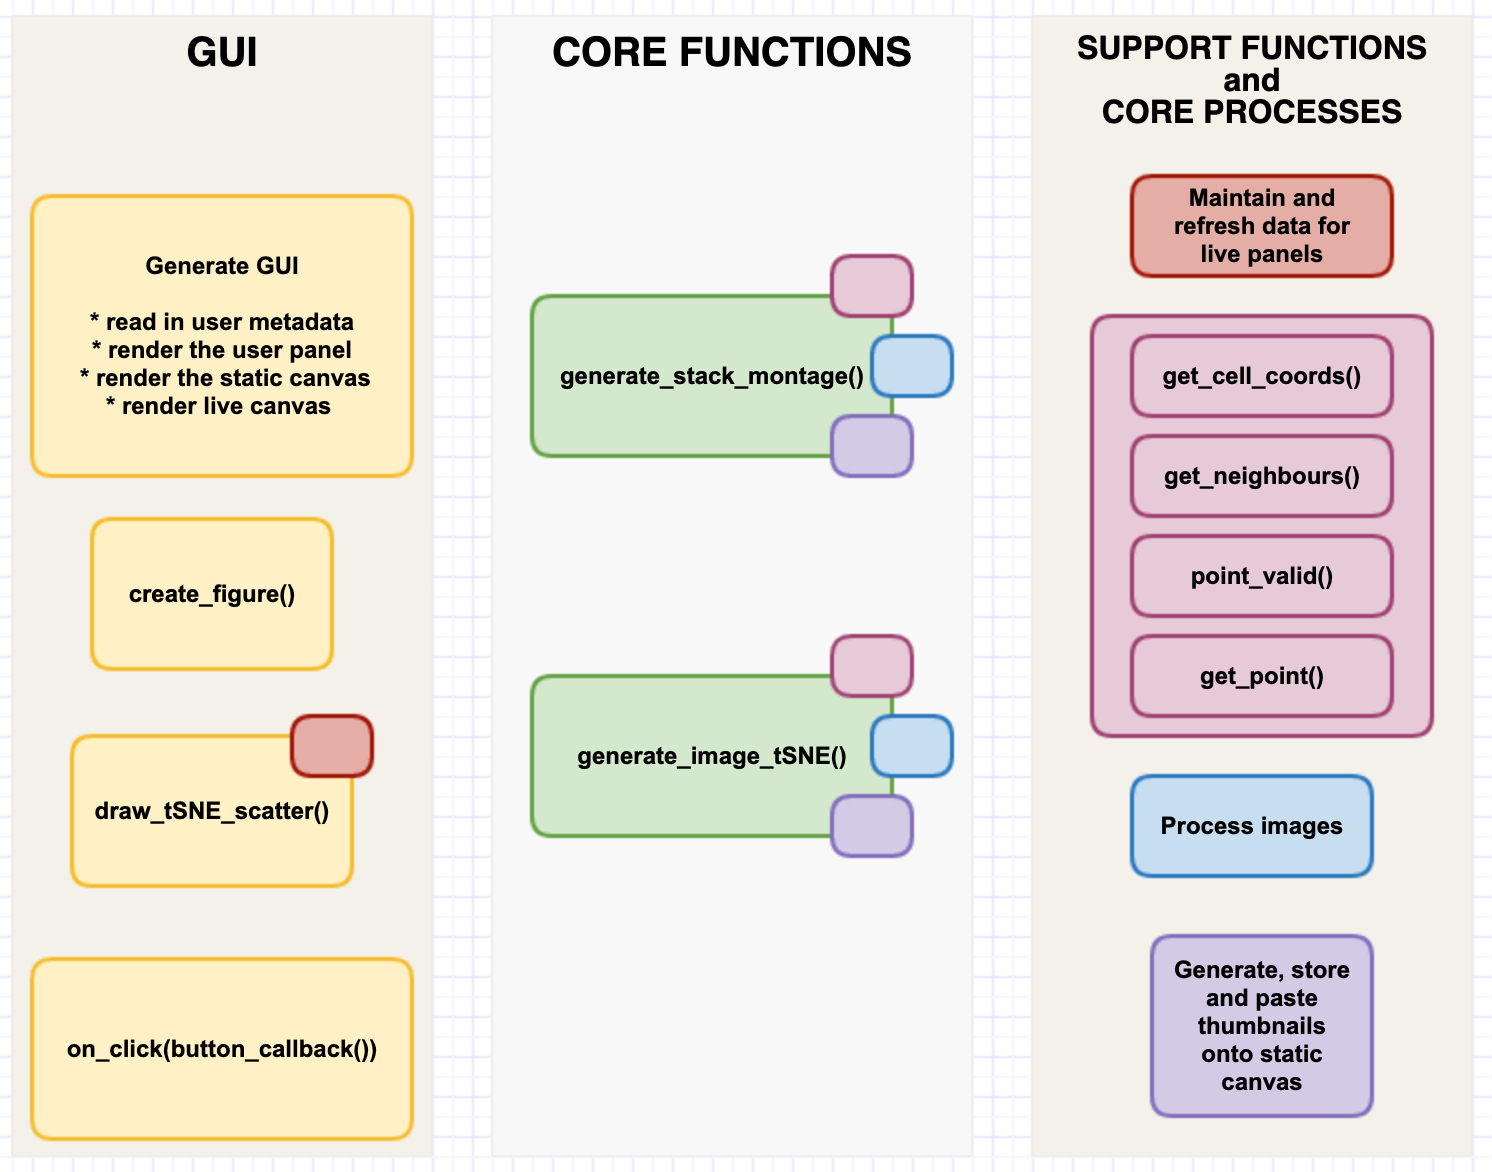 GUI
Generate GUI
* read in user metadata
* render the user panel
* render the static canvas
* render live canvas
create_figure()
draw_tSNE_scatter()
on_click(button_callback())
CORE FUNCTIONS
generate_stack_montage()
generate_image_tSNE()
SUPPORT FUNCTIONS
and
CORE PROCESSES
Maintain and
refresh data for
live panels
get_cell_coords()
get_neighbours()
point_valid()
get_point()
Process images
Generate, store
and paste
thumbnails
onto static
canvas